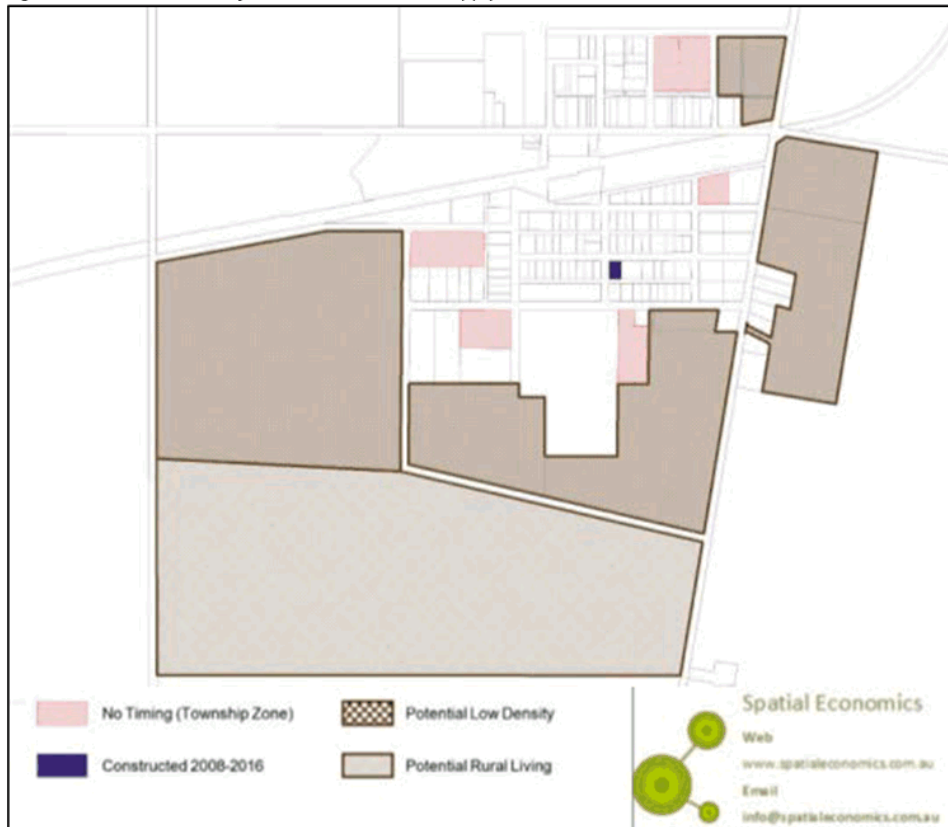 No Timing (Township Zone)
Potential Low Density
Constructed 2008-2016
Potential Rural Living
Spatial Economics
Web
www.spatialeconomics.com.au
Email
info@spatialeconomics.com.au